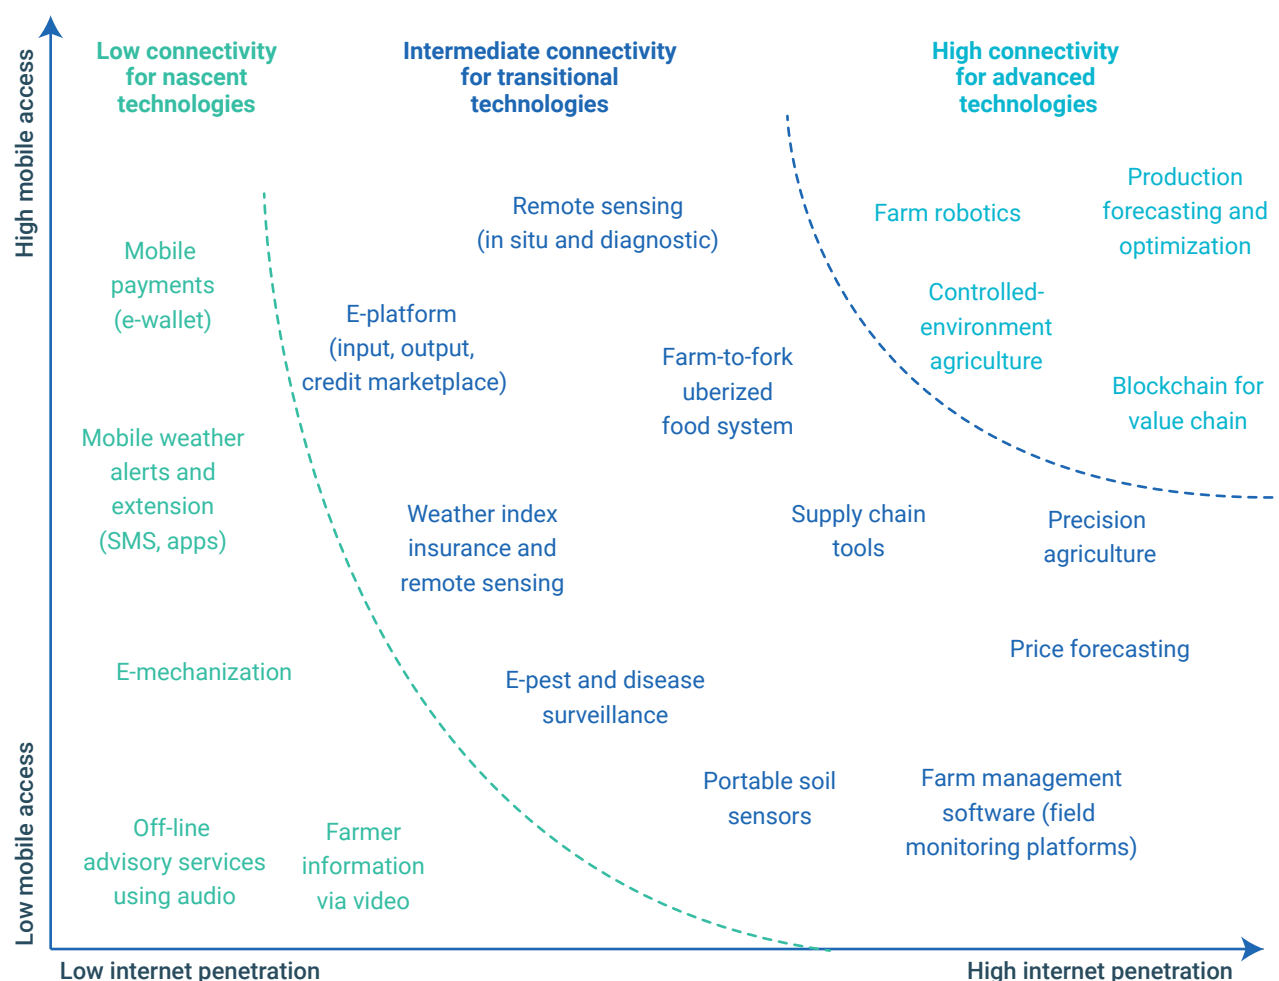 Low connectivity
for nascent
technologies
Intermediate connectivity
for transitional
technologies
High connectivity
for advanced
technologies
High mobile access
Low mobile access
Mobile
payments
(e-wallet)
Mobile weather
alerts and
extension
(SMS, apps)
E-mechanization
Off-line
advisory services
using audio
Farmer
information
via video
Remote sensing
(in situ and diagnostic)
E-platform
(input, output,
credit marketplace)
Farm-to-fork
uberized
food system
Weather index
insurance and
remote sensing
Supply chain
tools
Precision
agriculture
Price forecasting
E-pest and disease
surveillance
Portable soil
sensors
Farm management
software (field
monitoring platforms)
Farm robotics
Production
forecasting and
optimization
Controlled-
environment
agriculture
Blockchain for
value chain
Low internet penetration
High internet penetration